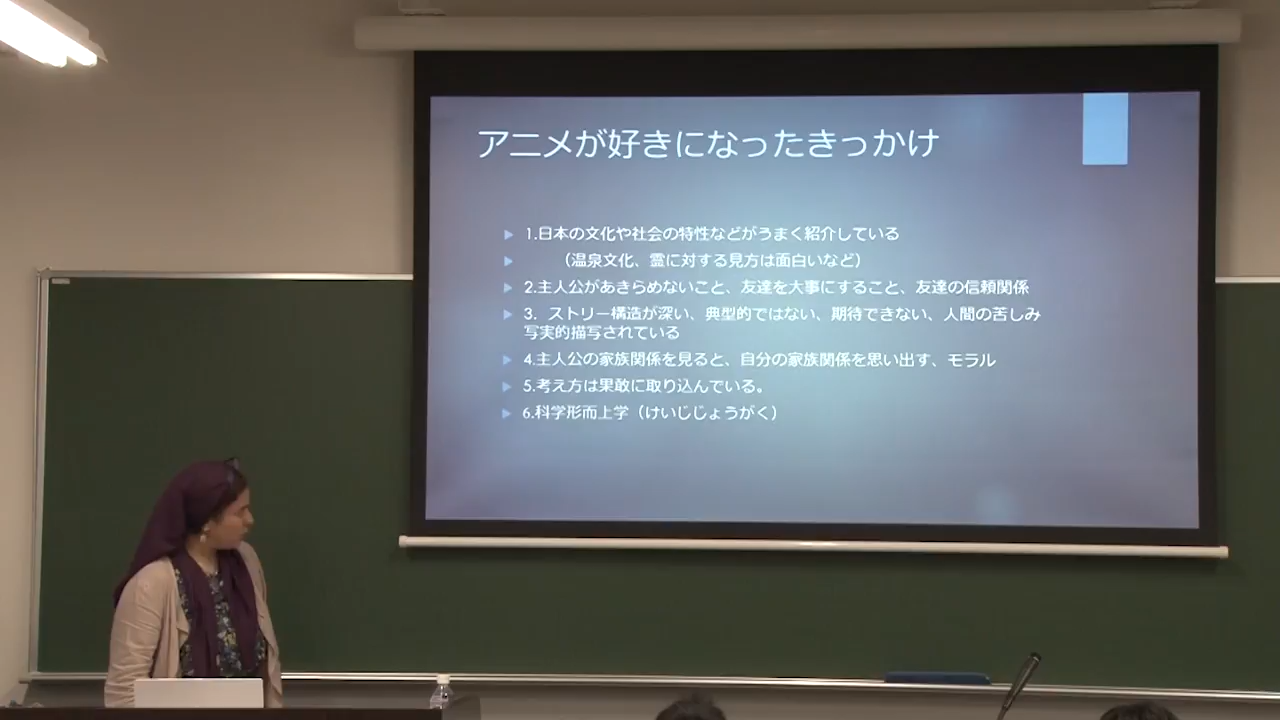 アニメが好きになったきっかけ
1.日本の文化や社会の特性などがうまく紹介している
（温泉文化、霊に対する見方は面白いなど）
2.主人公があきらめないこと、友達を大事にすること、友達の信頼関係
3. ストリー構造が深い、典型的ではない、期待できない、人間の苦しみ
写実的描写されている
4.主人公の家族関係を見ると、自分の家族関係を思い出す、モラル
5.考え方は果敢に取り込んでいる。
6.科学形而上学（けいじじょうがく）